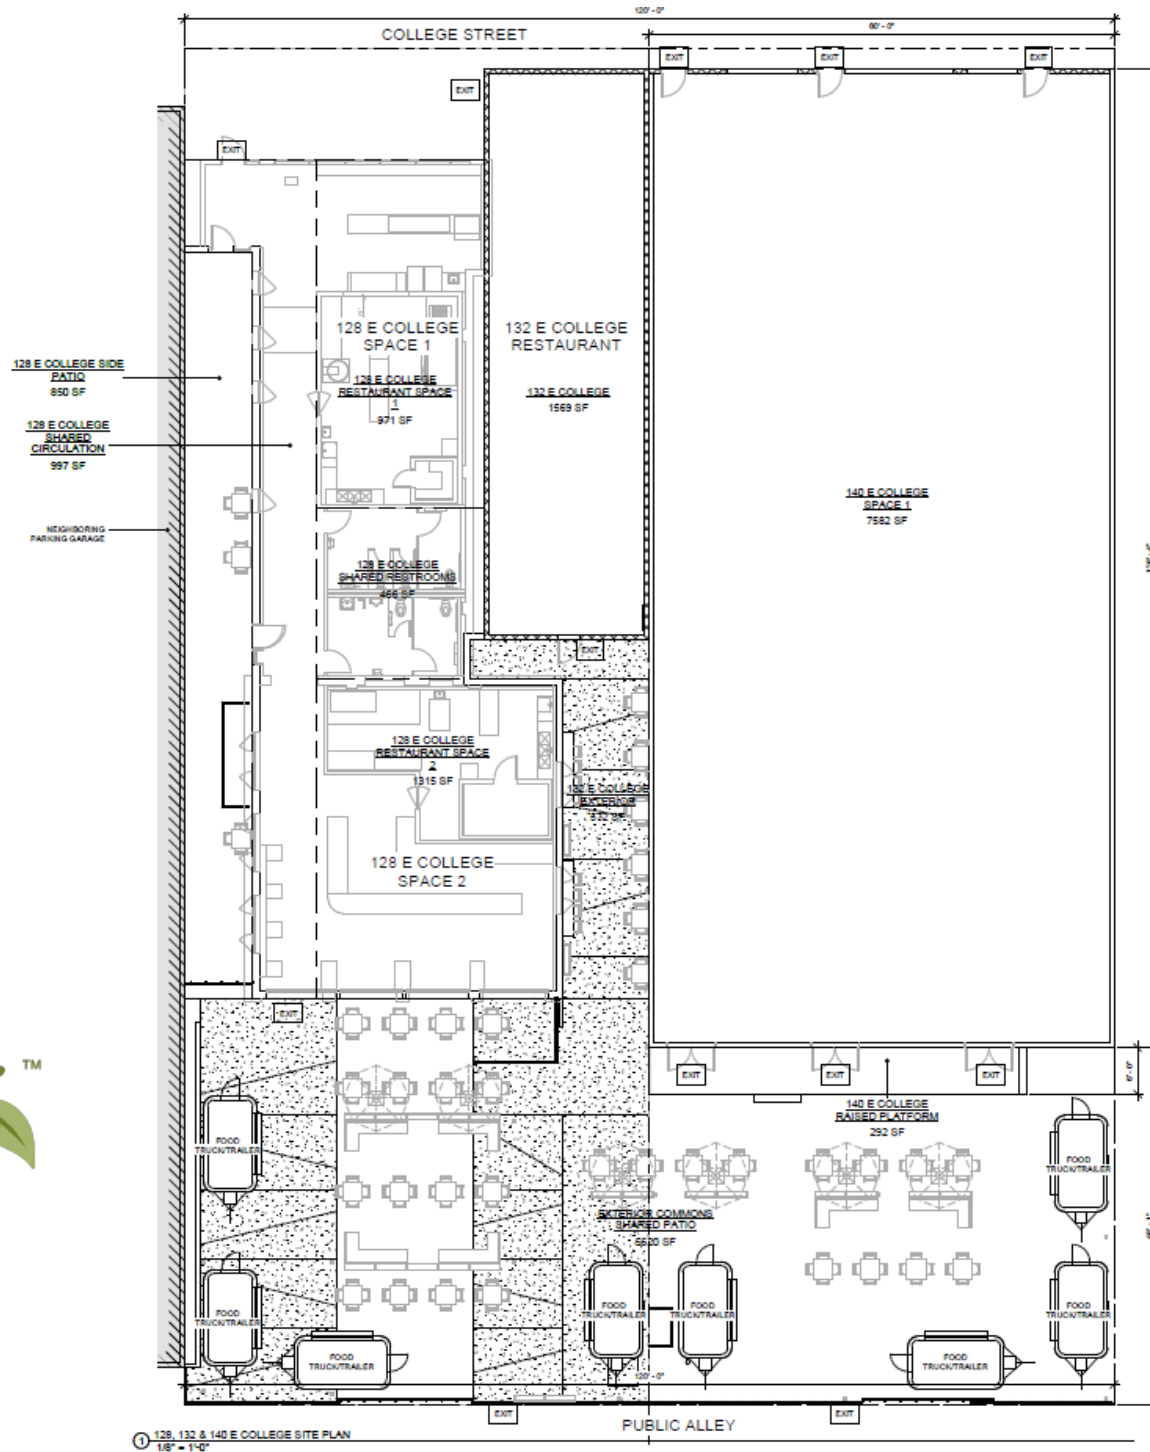 120'-0"
COLLEGE STREET
60'-0"
EXIT
EXIT
EXIT
EXIT
EXIT
128 E COLLEGE
SPACE 1
132 E COLLEGE
RESTAURANT
128 E COLLEGE SIDE
PATIO
850 SF
128 E COLLEGE
RESTAURANT SPACE
1
971 SF
132 E COLLEGE
1569 SF
128 E COLLEGE
SHARED
CIRCULATION
997 SF
140 E COLLEGE
SPACE 1
7582 SF
NEIGHBORING
PARKING GARAGE
128 E COLLEGE
SHARED RESTROOMS
466 SF
EXIT
128 E COLLEGE
RESTAURANT SPACE
2
1315 SF
132 E COLLEGE
EXTERIOR
SF
128 E COLLEGE
SPACE 2
EXIT
TM
EXIT
EXIT
EXIT
6'-0"
140 E COLLEGE
RAISED PLATFORM
292 SF
FOOD
TRUCK/TRAILER
FOOD
TRUCK/TRAILER
EXTERIOR COMMONS
SHARED PATIO
5520 SF
FOOD
TRUCK/TRAILER
FOOD
TRUCK/TRAILER
FOOD
TRUCK/TRAILER
FOOD
TRUCK/TRAILER
FOOD
TRUCK/TRAILER
FOOD
TRUCK/TRAILER
120'-0"
EXIT
EXIT
PUBLIC ALLEY
1
128, 132 & 140 E COLLEGE SITE PLAN
1/8" = 1'-0"